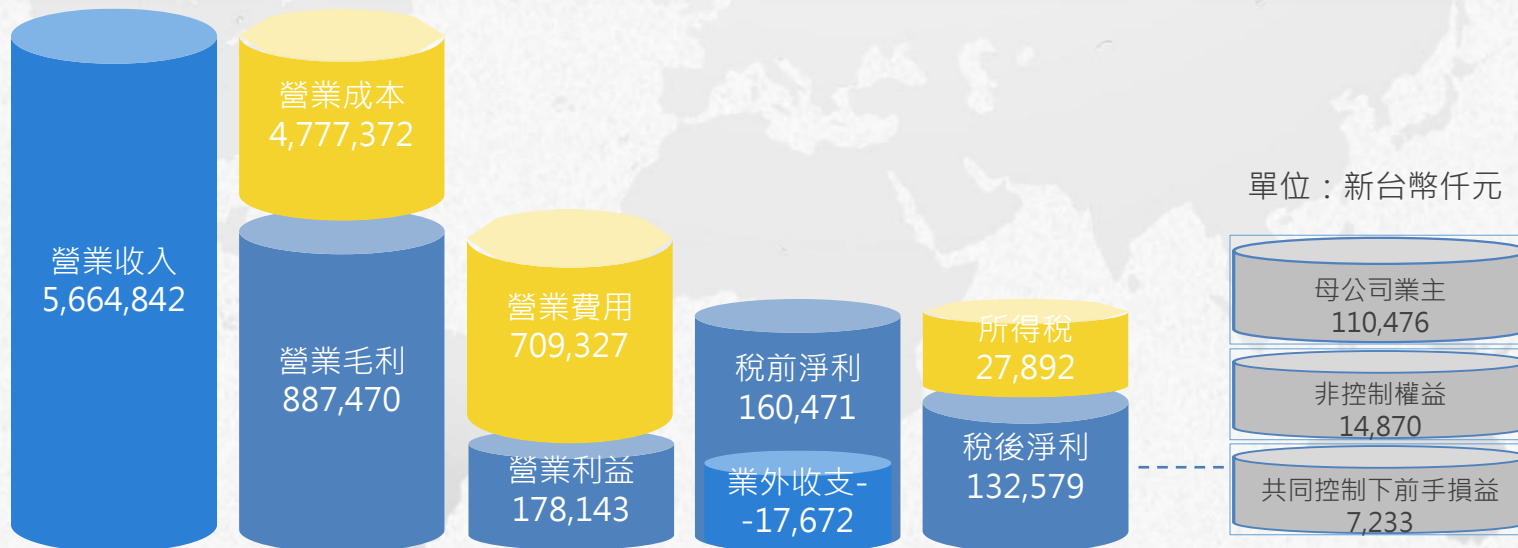 營業收入
5,664,842
營業成本
4,777,372
營業毛利
887,470
營業費用
709,327
營業利益
178,143
稅前淨利
160,471
業外收支-
-17,672
所得稅
27,892
稅後淨利
132,579
單位：新台幣仟元
母公司業主
110,476
非控制權益
14,870
共同控制下前手損益
7,233